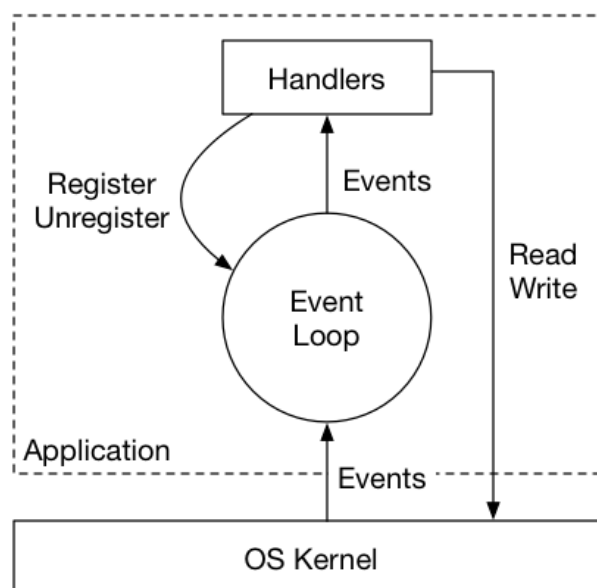 Handlers
Events
Register
Unregister
Read
Write
Event
Loop
Application
Events
OS Kernel